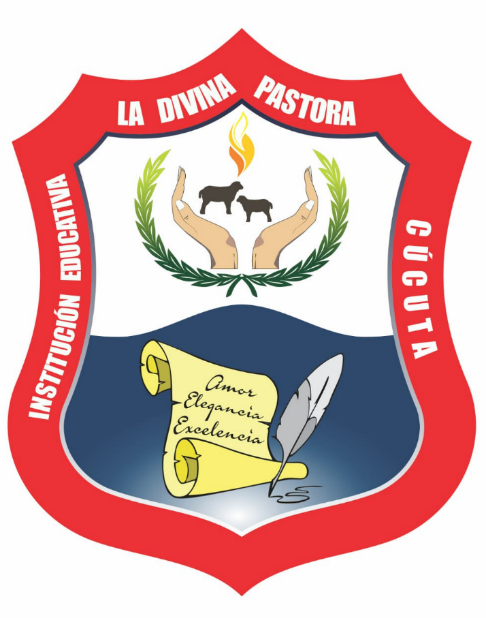 INSTITUCIÓN EDUCATIVA
LA DIVINA PASTORA
CÚCUTA
Amor
Elegancia
Excelencia